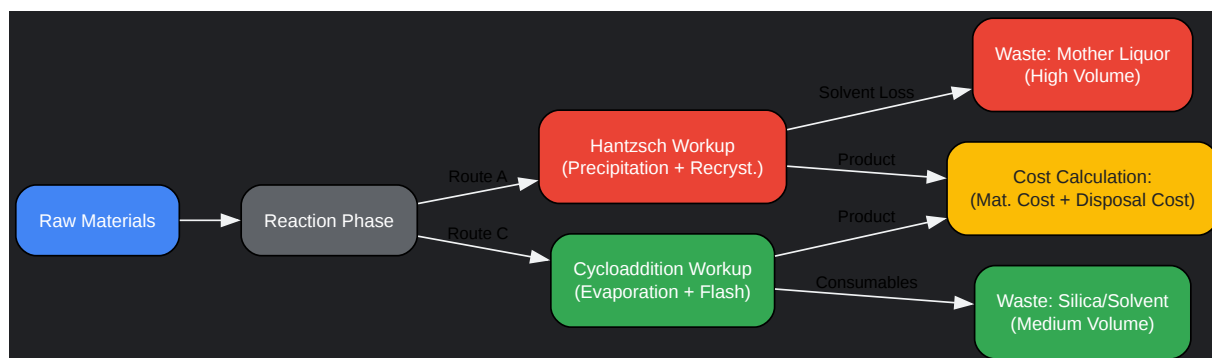 Raw Materials
Reaction Phase
Route A
Route C
Hantzsch Workup
(Precipitation + Recryst.)
Cycloaddition Workup
(Evaporation + Flash)
Solvent Loss
Product
Product
Consumables
Waste: Mother Liquor
(High Volume)
Cost Calculation:
(Mat. Cost + Disposal Cost)
Waste: Silica/Solvent
(Medium Volume)